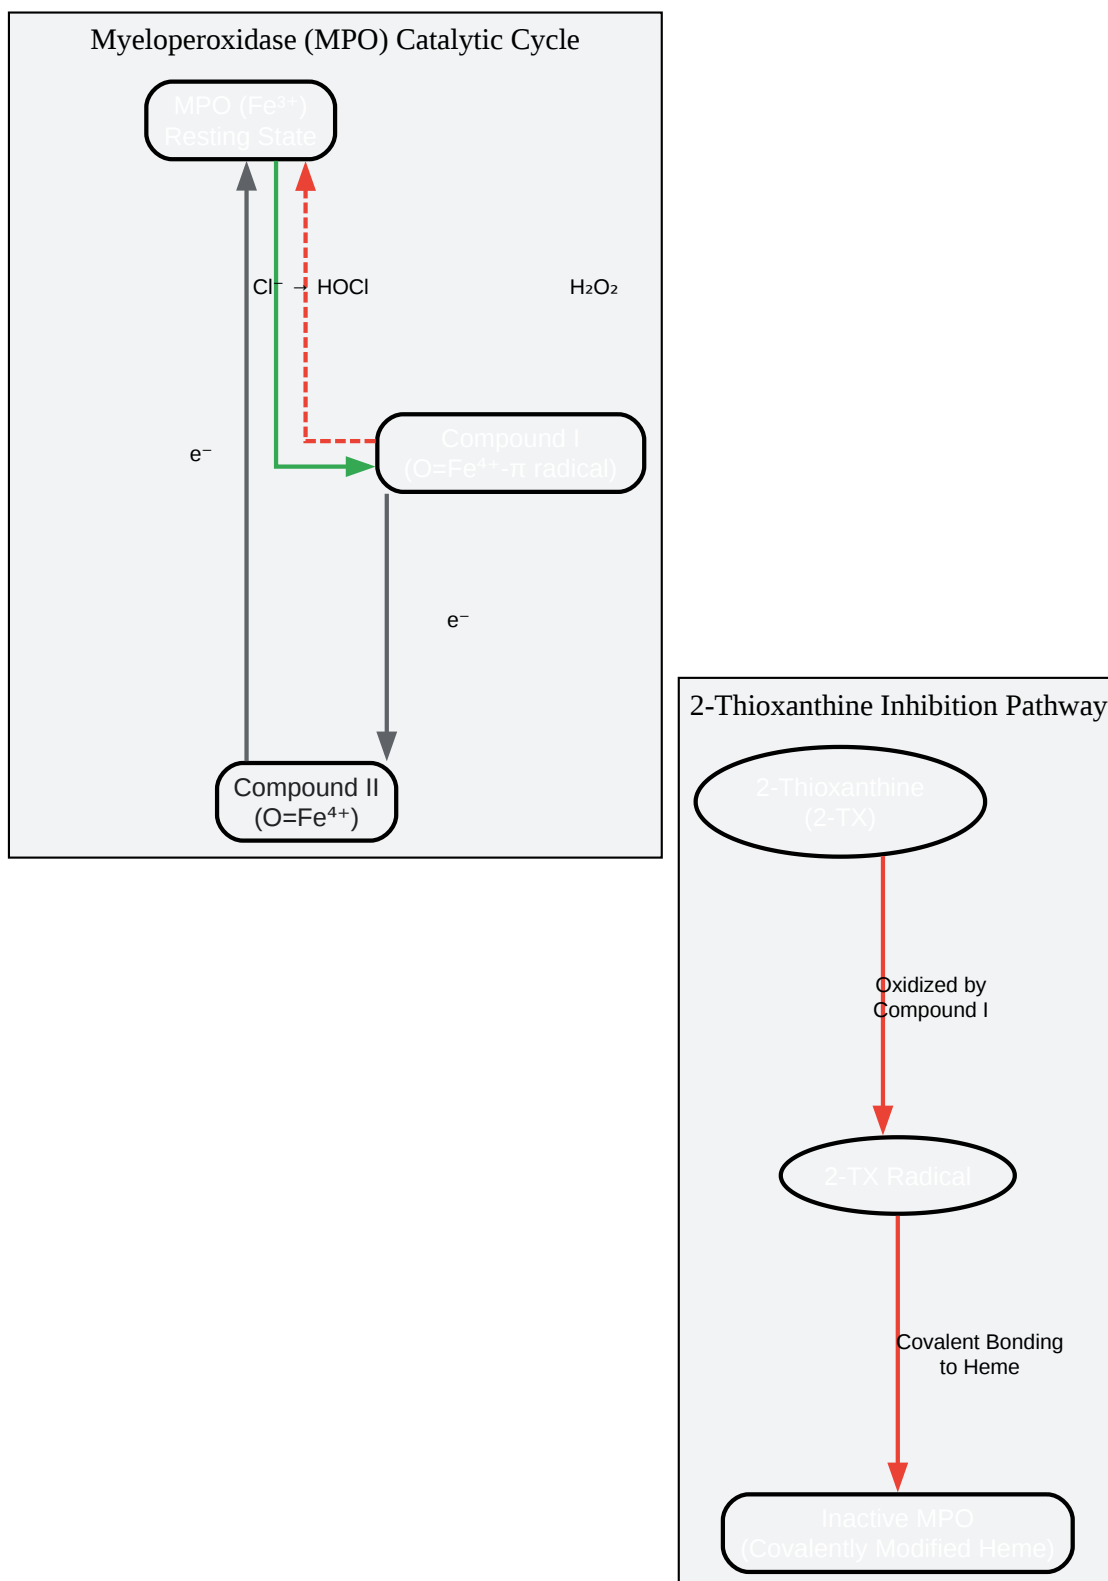 Myeloperoxidase (MPO) Catalytic Cycle
MPO (Fe³⁺)
Resting State
Cl⁻ → HOCl
H₂O₂
Compound I
(O=Fe⁴⁺-π radical)
e⁻
e⁻
Compound II
(O=Fe⁴⁺)
2-Thioxanthine Inhibition Pathway
2-Thioxanthine
(2-TX)
Oxidized by
Compound I
2-TX Radical
Covalent Bonding
to Heme
Inactive MPO
(Covalently Modified Heme)